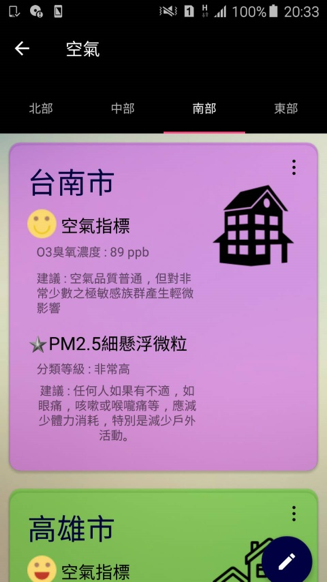 100% 20:33
空氣
北部
中部
南部
東部
台南市
空氣指標
O3臭氧濃度 : 89 ppb
建議 : 空氣品質普通，但對非
常少數之極敏感族群產生輕微
影響
PM2.5細懸浮微粒
分類等級 : 非常高
建議 : 任何人如果有不適，如
眼痛，咳嗽或喉嚨痛等，應減
少體力消耗，特別是減少戶外
活動。
高雄市
空氣指標